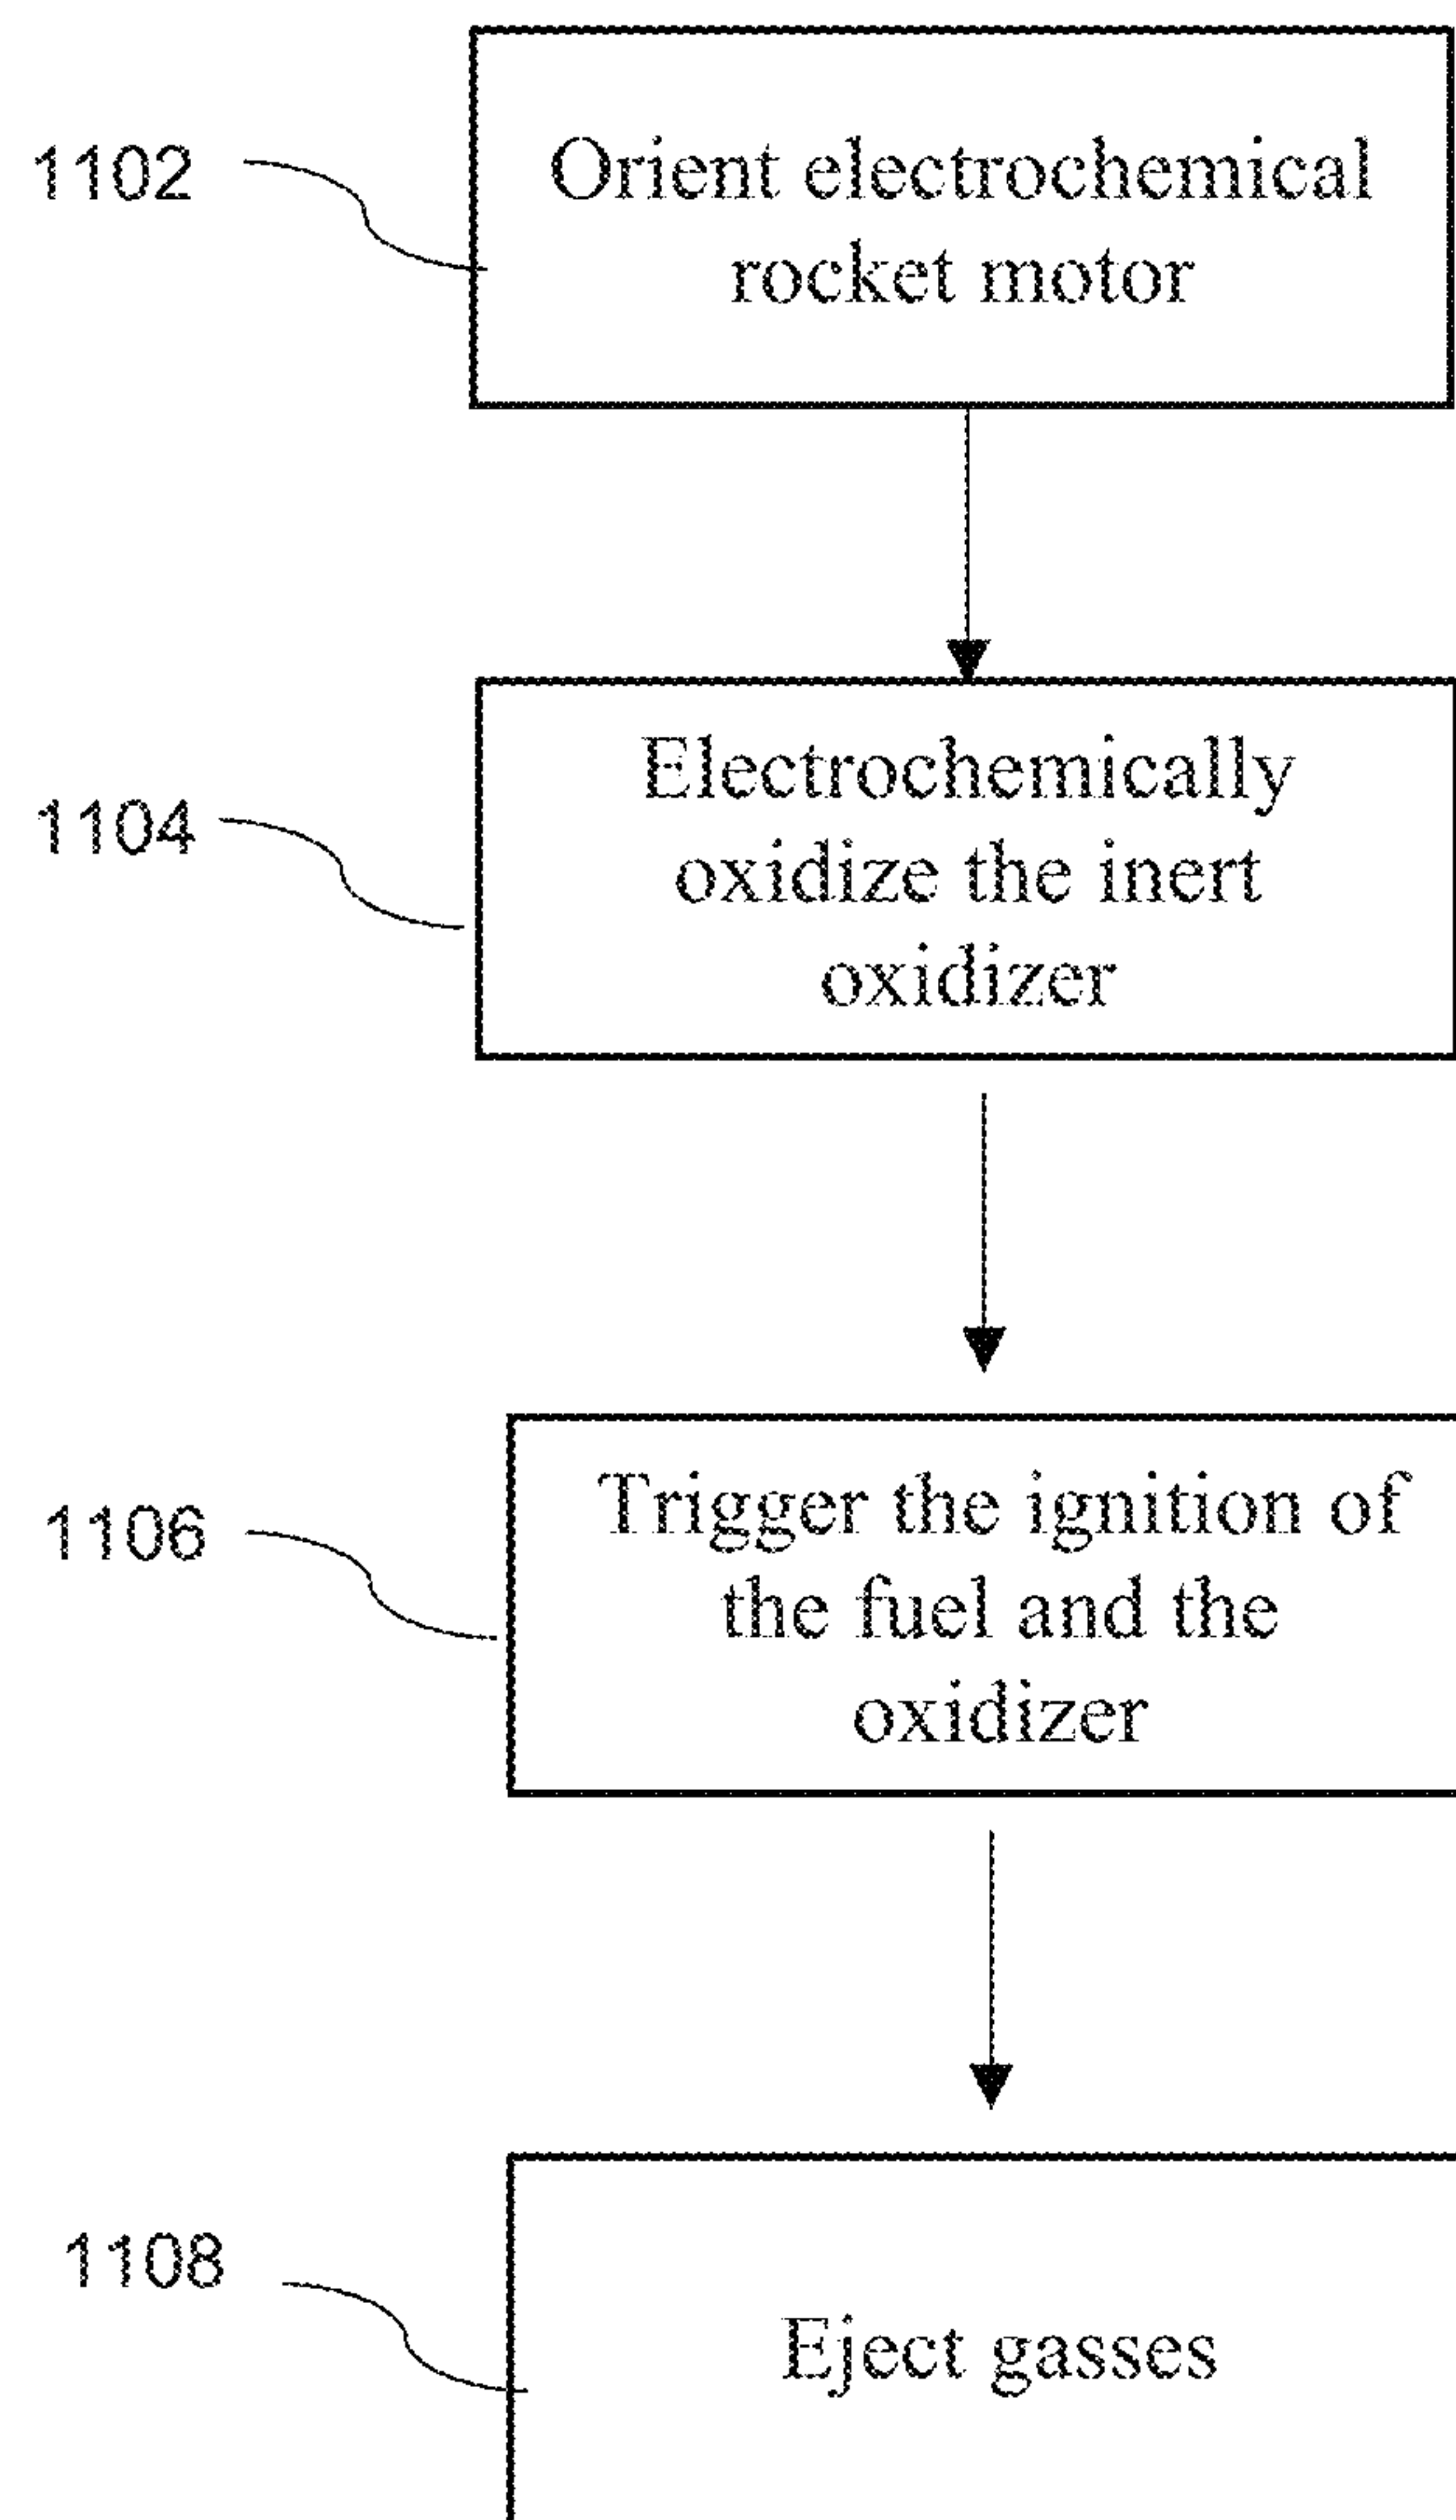 1102
Orient electrochemical
rocket motor
1104
Electrochemically
oxidize the inert
oxidizer
1106
Trigger the ignition of
the fuel and the
oxidizer
1108
Eject gasses